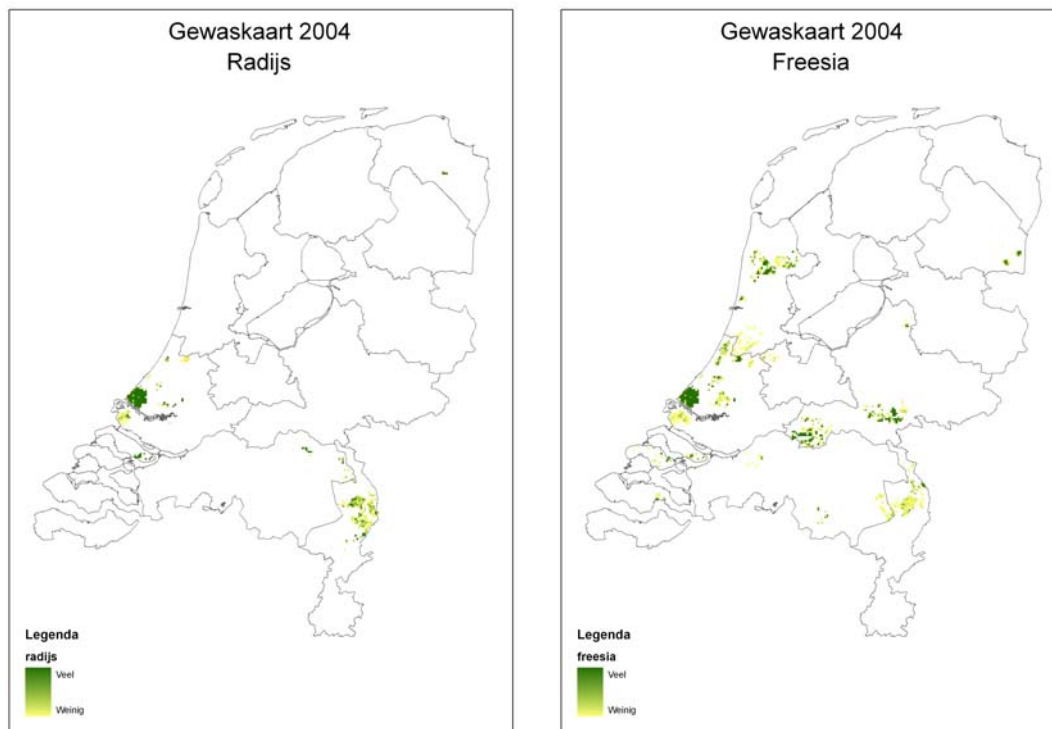 Gewaskaart 2004
Radijs
Legenda
radijs
Veel
Weinig
Gewaskaart 2004
Freesia
Legenda
freesia
Veel
Weinig